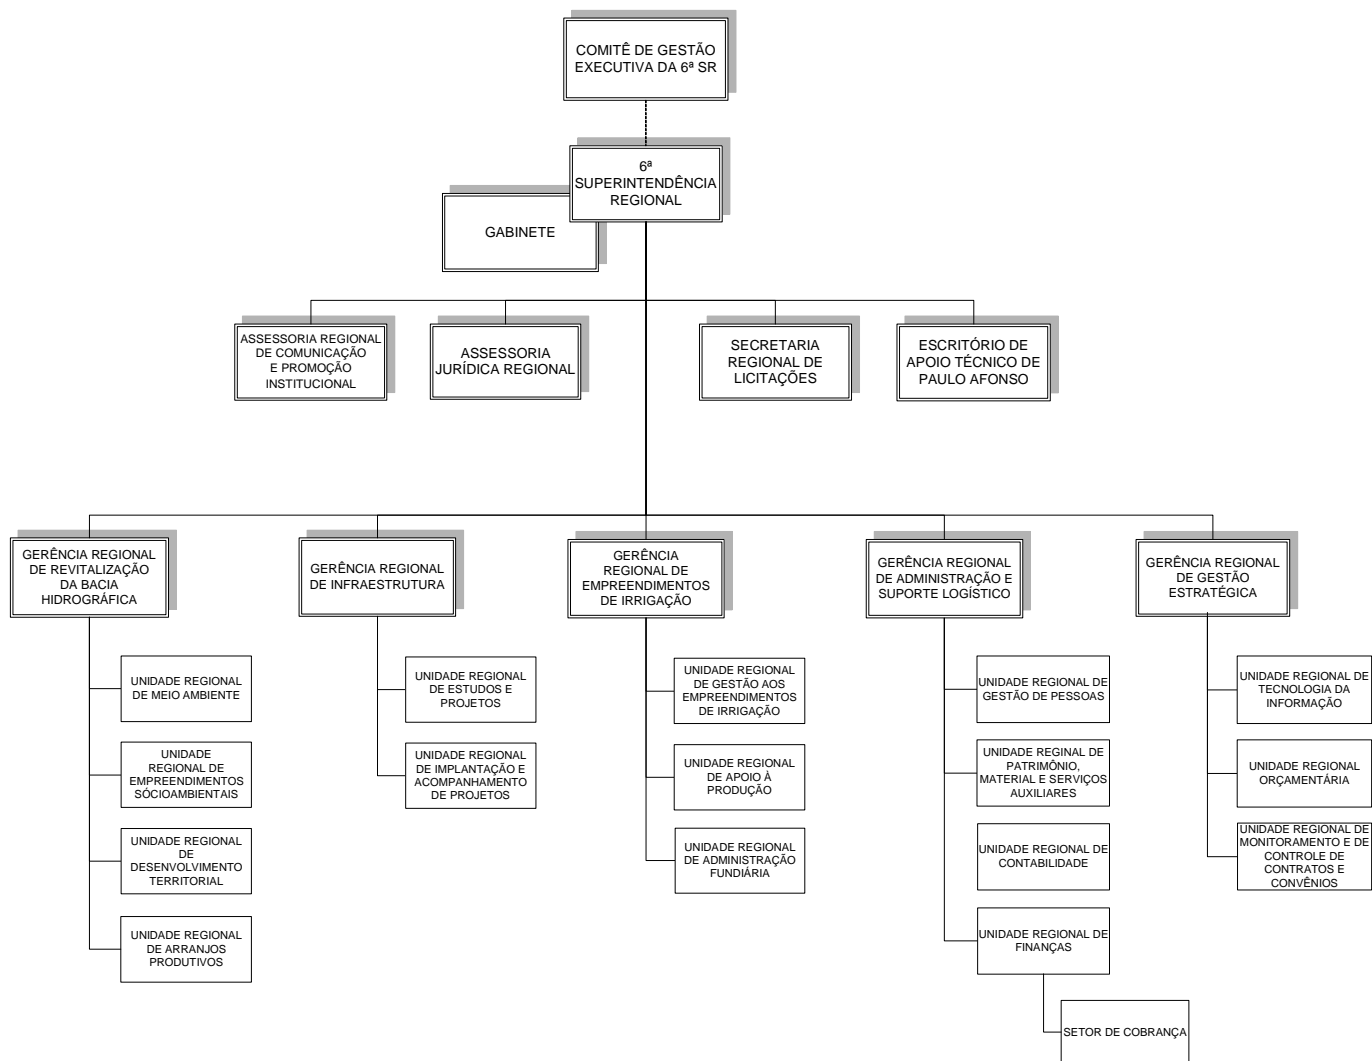 COMITÊ DE GESTÃO
EXECUTIVA DA 6ª SR
6ª
SUPERINTENDÊNCIA
REGIONAL
GABINETE
ASSESSORIA REGIONAL
DE COMUNICAÇÃO
E PROMOÇÃO
INSTITUCIONAL
ASSESSORIA
JURÍDICA REGIONAL
SECRETARIA
REGIONAL DE
LICITAÇÕES
ESCRITÓRIO DE
APOIO TÉCNICO DE
PAULO AFONSO
GERÊNCIA REGIONAL
DE REVITALIZAÇÃO
DA BACIA
HIDROGRÁFICA
GERÊNCIA REGIONAL
DE INFRAESTRUTURA
GERÊNCIA
REGIONAL DE
EMPREENDIMENTOS
DE IRRIGAÇÃO
GERÊNCIA REGIONAL
DE ADMINISTRAÇÃO E
SUPORTE LOGÍSTICO
GERÊNCIA REGIONAL
DE GESTÃO
ESTRATÉGICA
UNIDADE REGIONAL
DE MEIO AMBIENTE
UNIDADE
REGIONAL DE
EMPREENDIMENTOS
SÓCIOAMBIENTAIS
UNIDADE REGIONAL
DE
DESENVOLVIMENTO
TERRITORIAL
UNIDADE REGIONAL
DE ARRANJOS
PRODUTIVOS
UNIDADE REGIONAL
DE ESTUDOS E
PROJETOS
UNIDADE REGIONAL
DE IMPLANTAÇÃO E
ACOMPANHAMENTO
DE PROJETOS
UNIDADE REGIONAL
DE GESTÃO AOS
EMPREENDIMENTOS
DE IRRIGAÇÃO
UNIDADE REGIONAL
DE APOIO À
PRODUÇÃO
UNIDADE REGIONAL
DE ADMINISTRAÇÃO
FUNDIÁRIA
UNIDADE REGIONAL DE
GESTÃO DE PESSOAS
UNIDADE REGINAL DE
PATRIMÔNIO,
MATERIAL E SERVIÇOS
AUXILIARES
UNIDADE REGIONAL DE
CONTABILIDADE
UNIDADE REGIONAL DE
FINANÇAS
SETOR DE COBRANÇA
UNIDADE REGIONAL DE
TECNOLOGIA DA
INFORMAÇÃO
UNIDADE REGIONAL
ORÇAMENTÁRIA
UNIDADE REGIONAL DE
MONITORAMENTO E DE
CONTROLE DE
CONTRATOS E
CONVÊNIOS